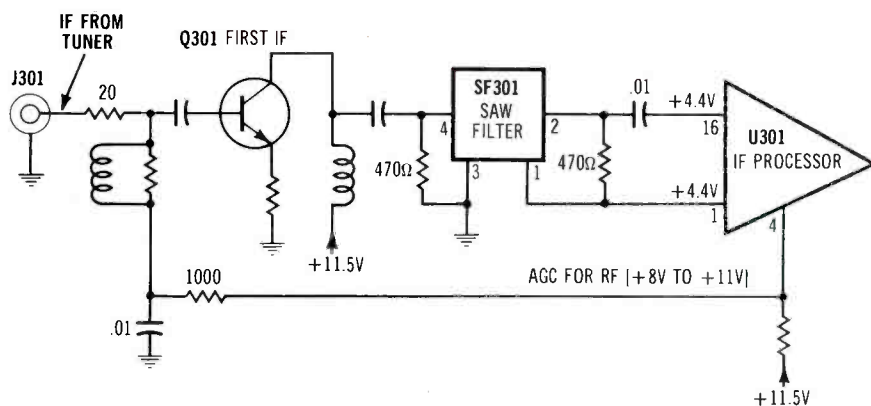 IF FROM
TUNER
J301
20
Q301 FIRST IF
+11.5V
470Ω
SF301
SAW
FILTER
4
3
2
1
470Ω
.01
+4.4V
16
+4.4V
1
U301
IF PROCESSOR
4
1000
AGC FOR RF |+8V TO +11V|
.01
+11.5V